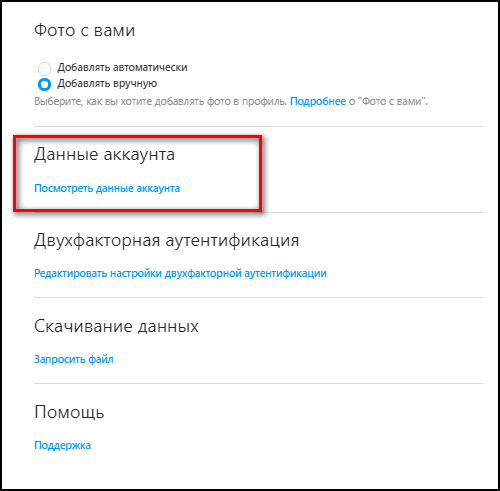 Фото с вами
Добавлять автоматически
Добавлять вручную
Выберите, как вы хотите добавлять фото в профиль. Подробнее о "Фото с вами".
Данные аккаунта
Посмотреть данные аккаунта
Двухфакторная аутентификация
Редактировать настройки двухфакторной аутентификации
Скачивание данных
Запросить файл
Помощь
Поддержка